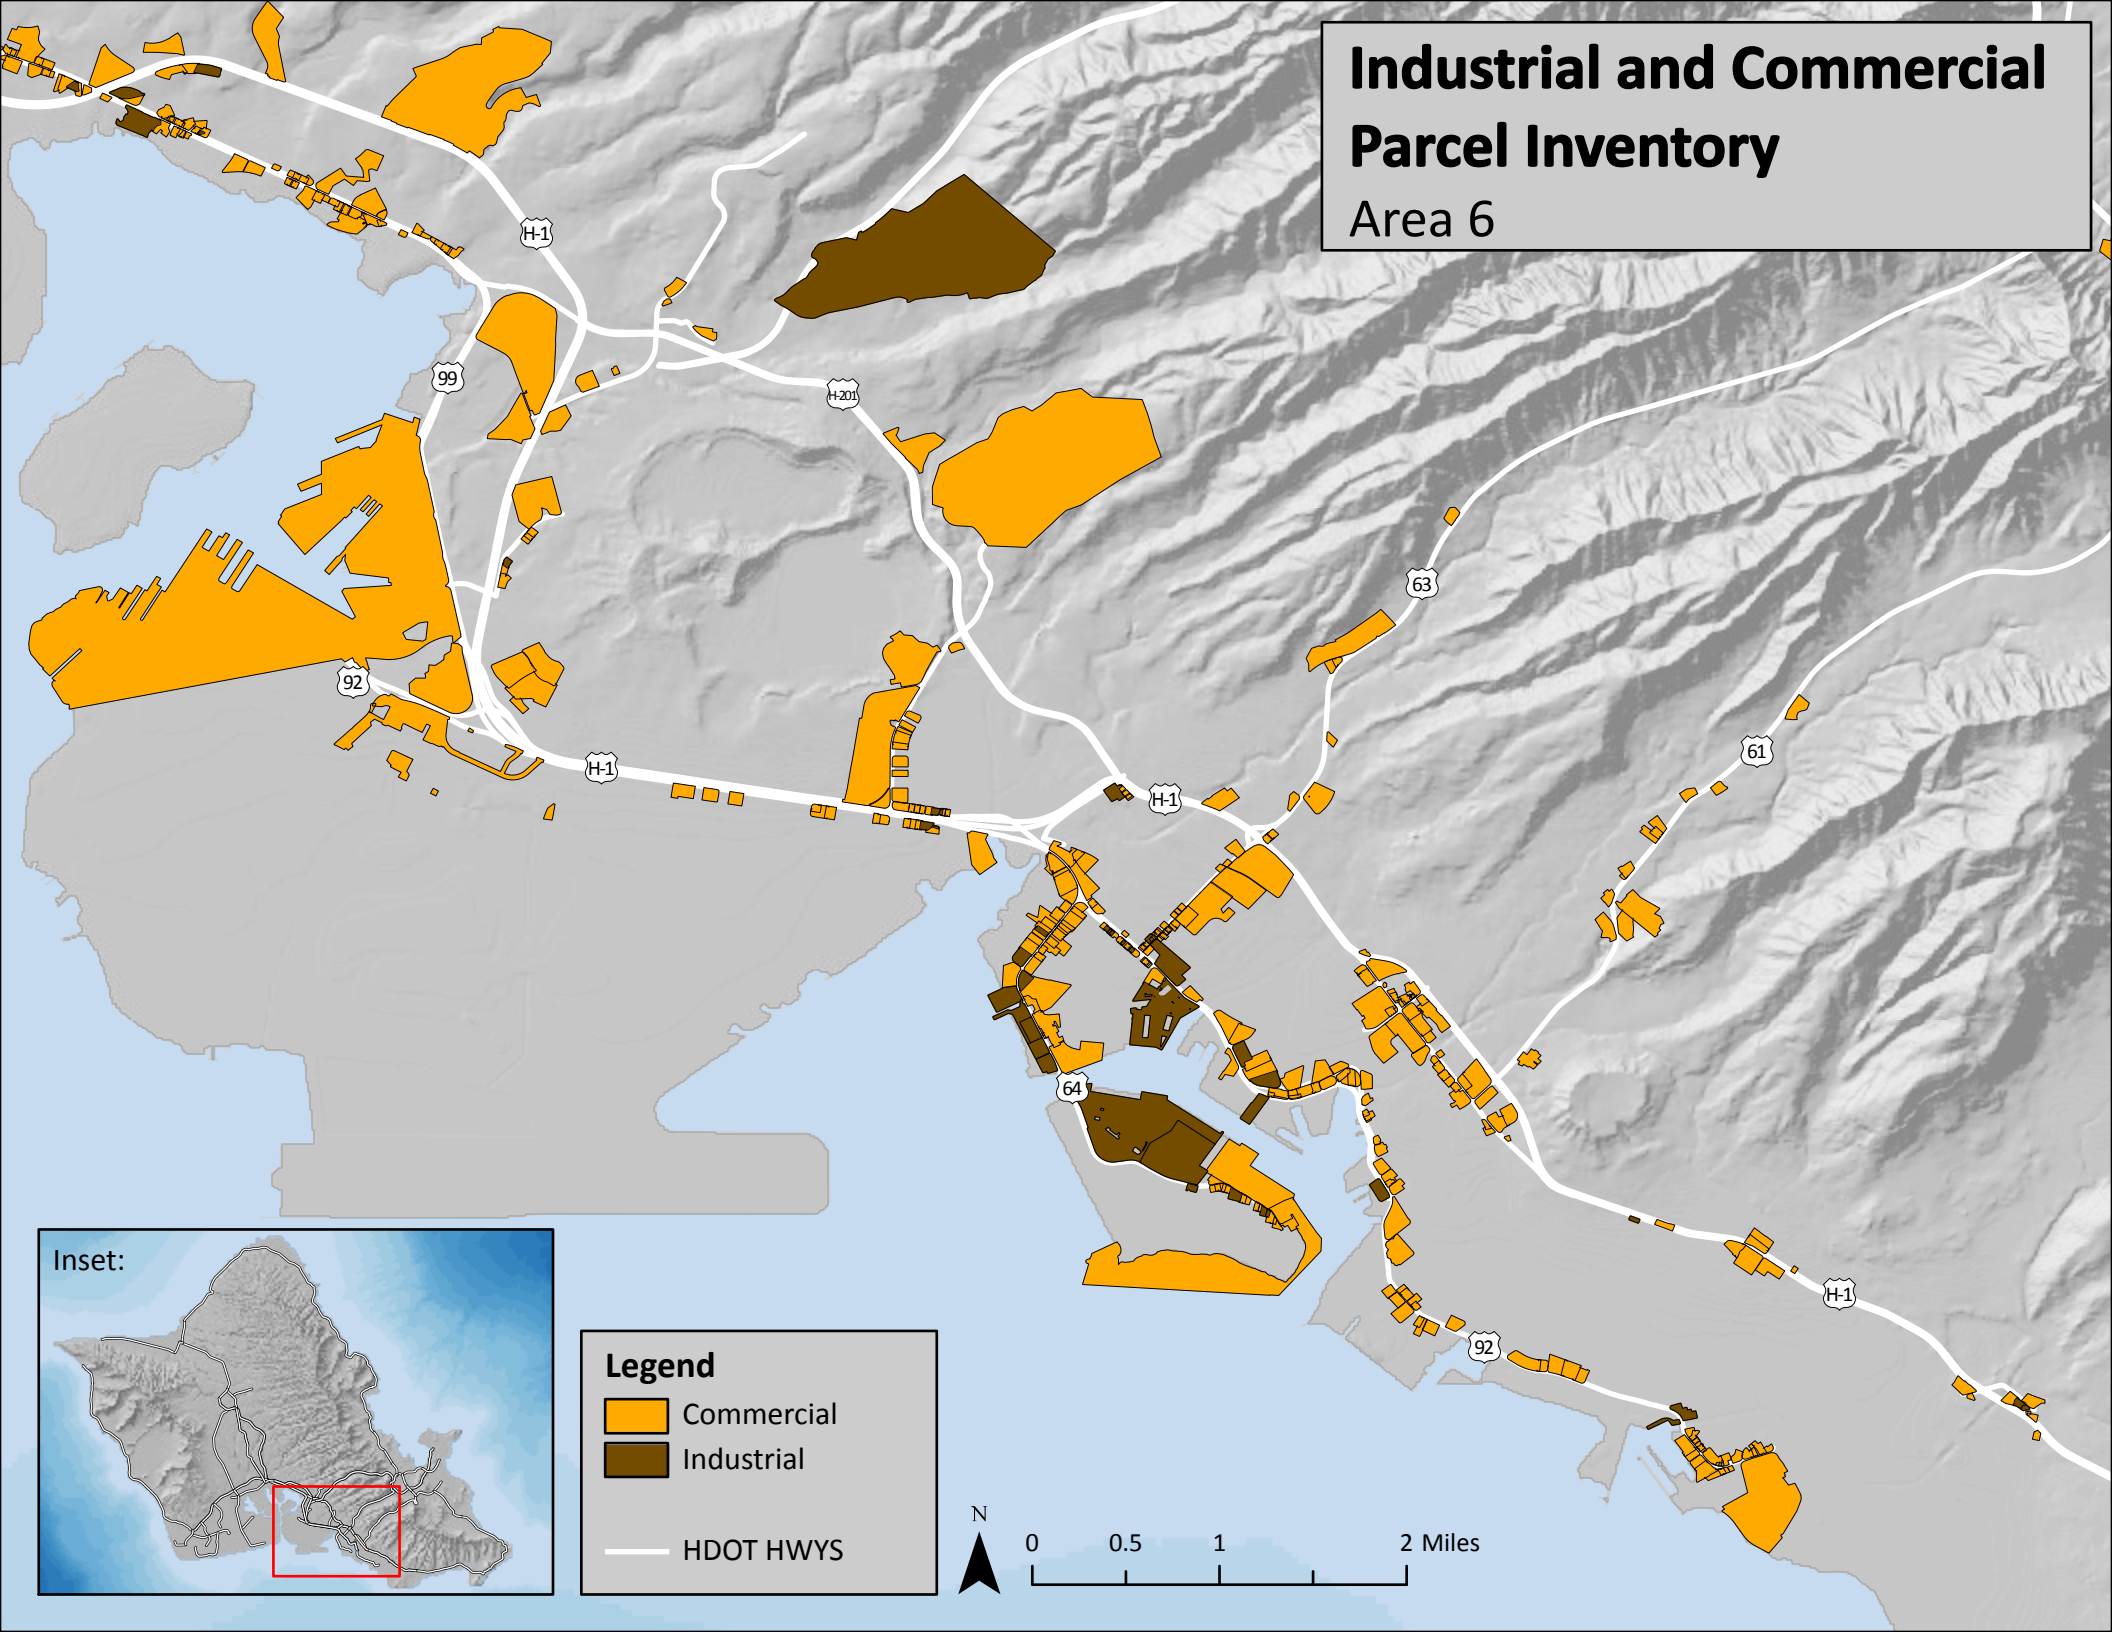 Industrial and Commercial
Parcel Inventory
Area 6
H-1
99
H-201
63
92
61
H-1
H-1
64
H-1
92
Inset:
Legend
Commercial
Industrial
HDOT HWYS
N
0 0.5 1 2 Miles